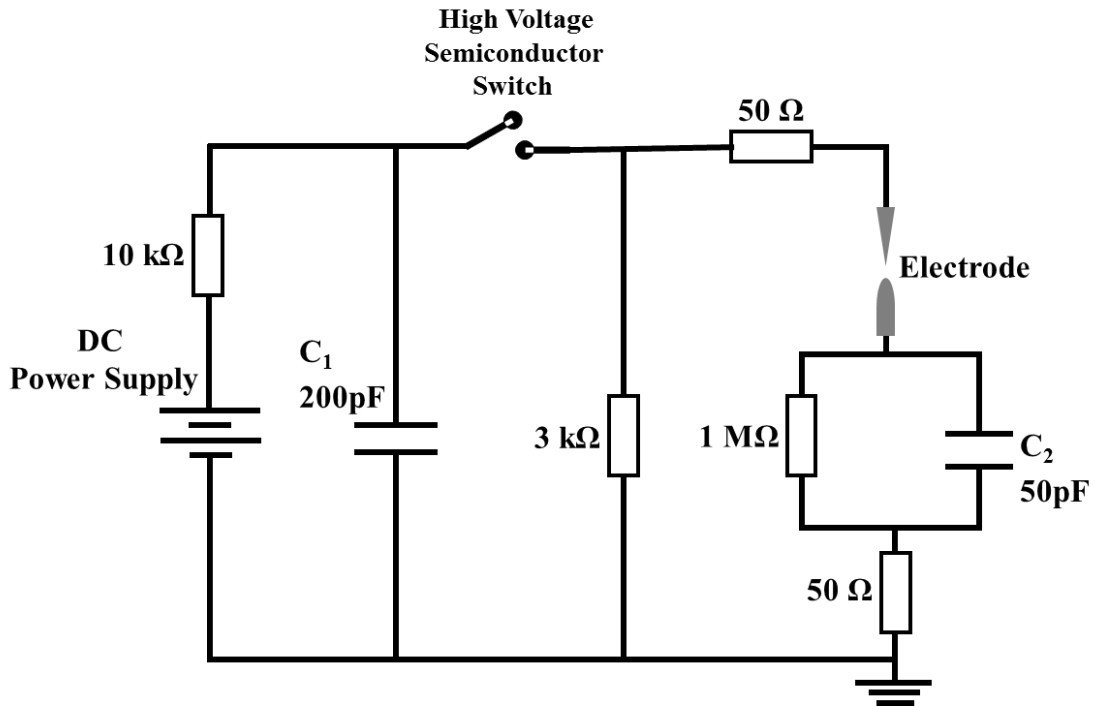 High Voltage
Semiconductor
Switch
50 Ω
10 kΩ
Electrode
DC
Power Supply
C₁
200pF
3 kΩ
1 MΩ
C₂
50pF
50 Ω